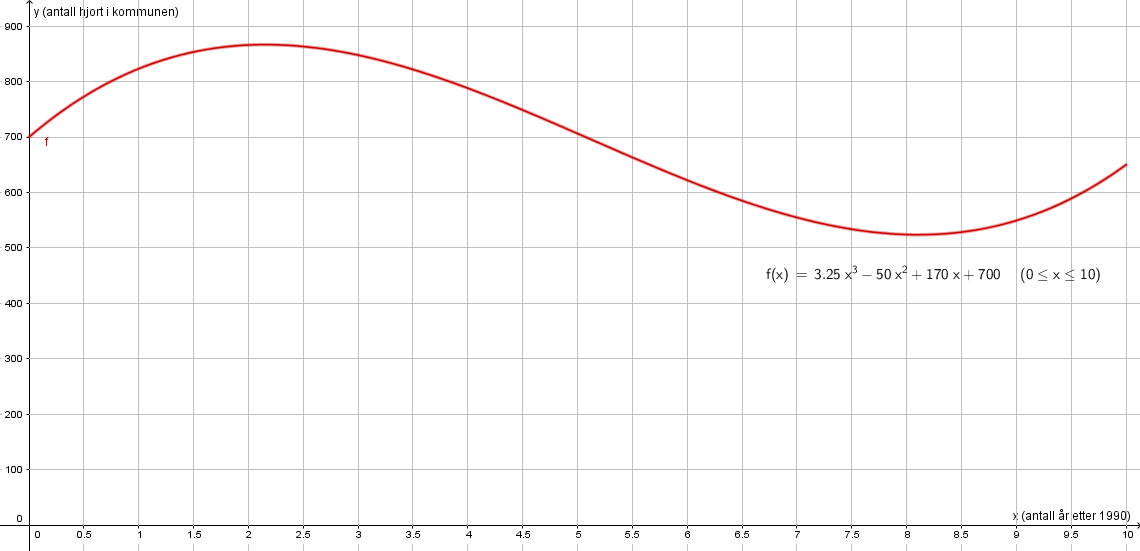 y (antall hjort i kommunen)
900
800
700
f
600
500
f(x) = 3.25 x³ − 50 x² + 170 x + 700 (0 ≤ x ≤ 10)
400
300
200
100
0
x (antall år etter 1990)
0 0.5 1 1.5 2 2.5 3 3.5 4 4.5 5 5.5 6 6.5 7 7.5 8 8.5 9 9.5 10